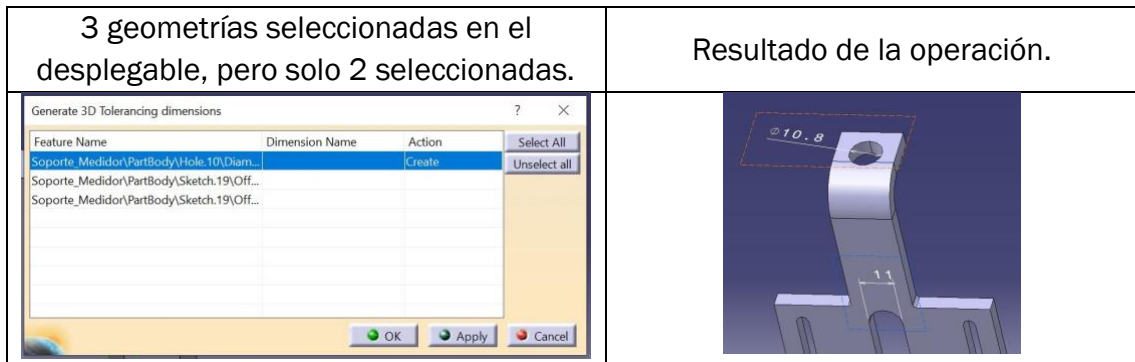 3 geometrías seleccionadas en el
desplegable, pero solo 2 seleccionadas.
Resultado de la operación.
Generate 3D Tolerancing dimensions ? ×
Feature Name Dimension Name Action Select All
Soporte_Medidor\PartBody\Hole.10\Diam... Create Unselect all
Soporte_Medidor\PartBody\Sketch.19\Off...
Soporte_Medidor\PartBody\Sketch.19\Off...
OK Apply Cancel
∅10.8
11